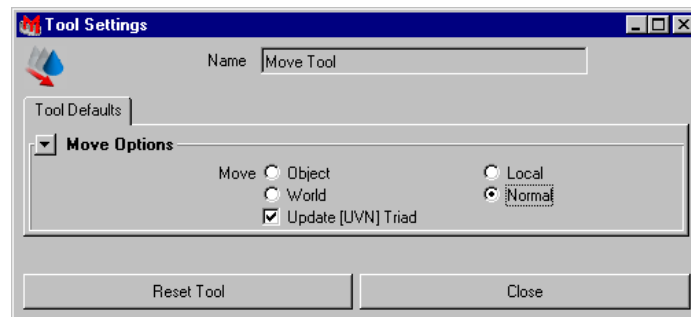 Tool Settings
Name Move Tool
Tool Defaults
Move Options
Move Object Local
World Normal
Update [UVN] Triad
Reset Tool Close